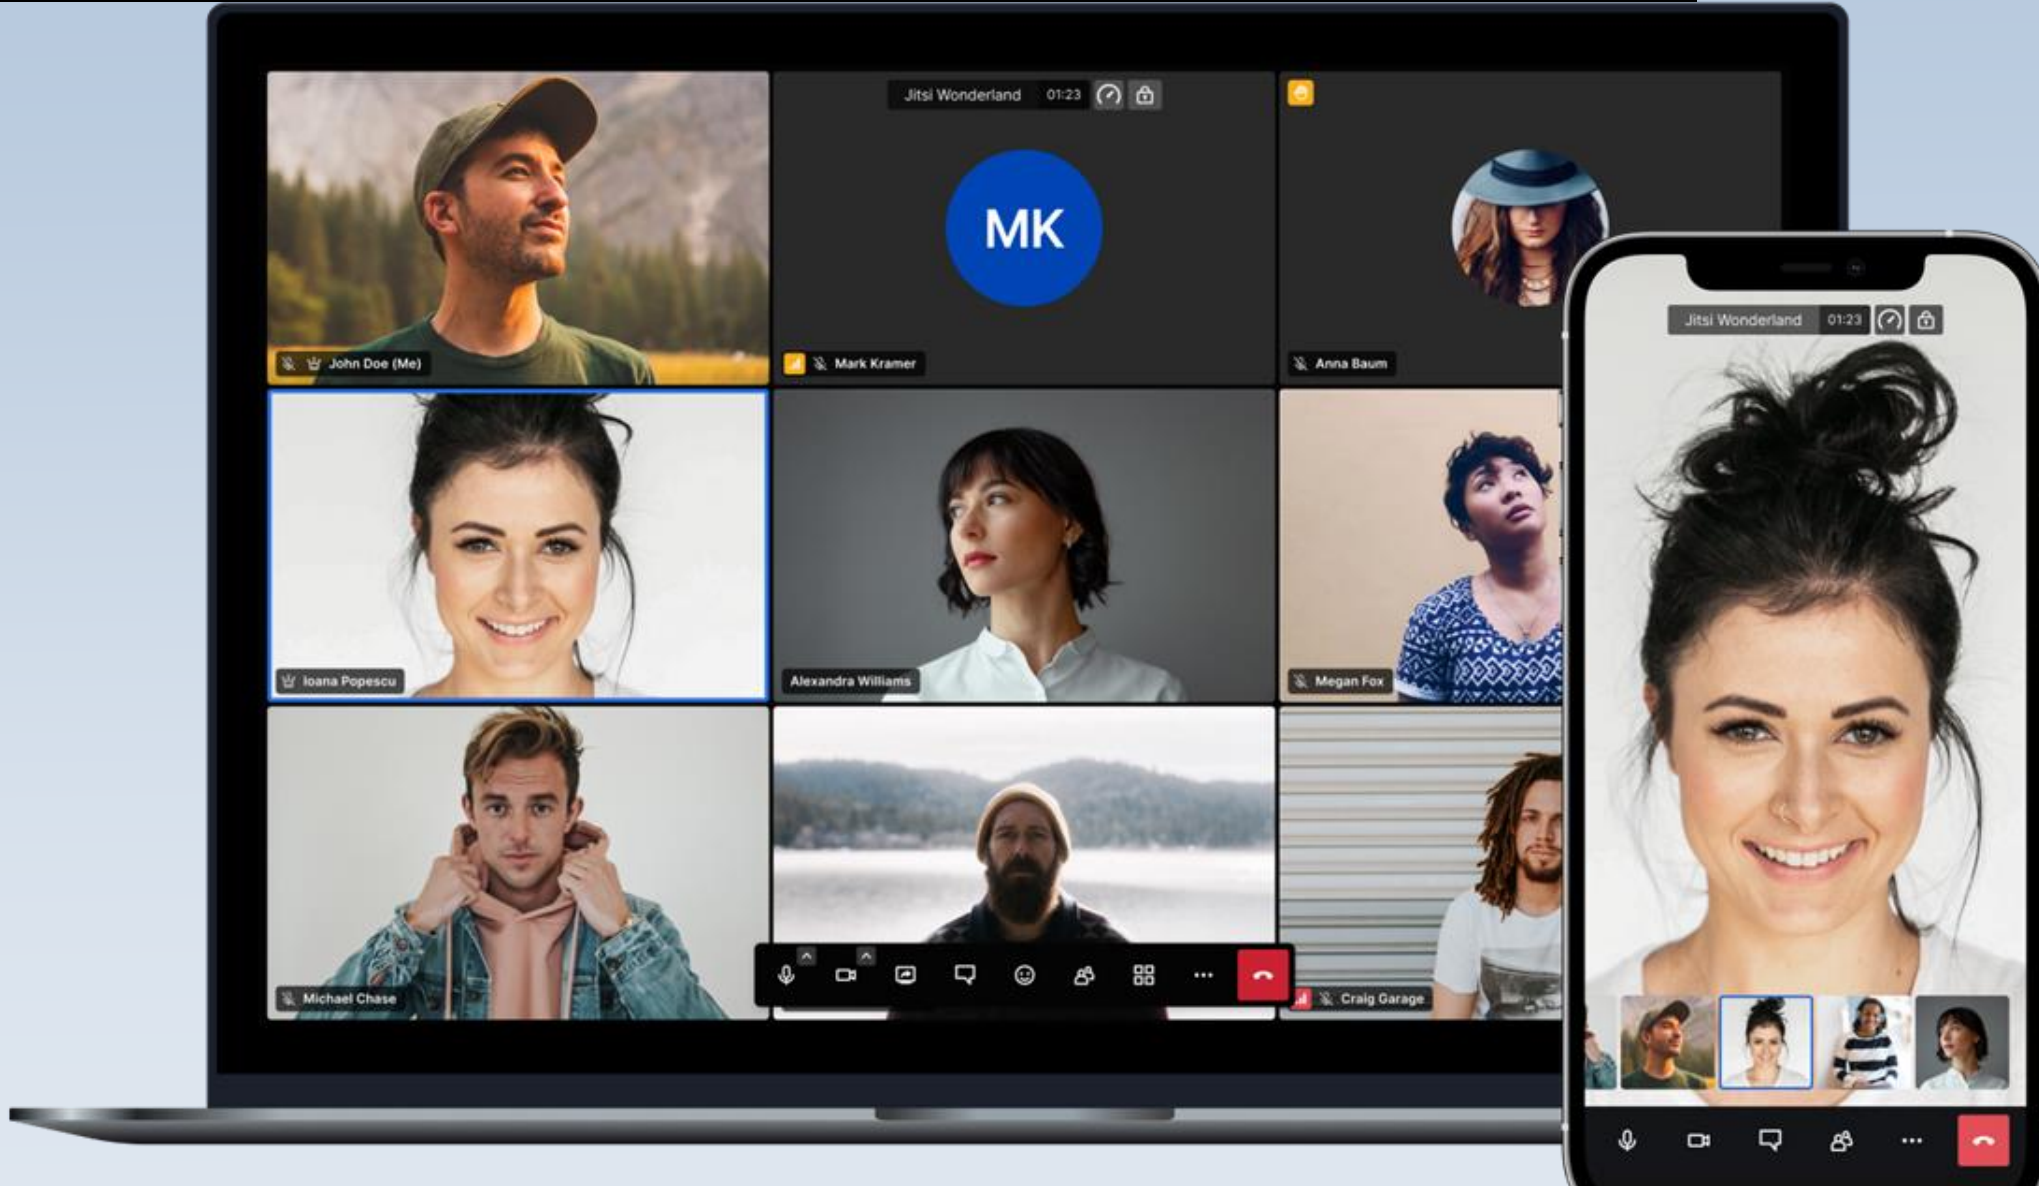 Jitsi Wonderland 01:23
MK
John Doe (Me)
Mark Kramer
Anna Baum
Jitsi Wonderland 01:23
Ioana Popescu
Alexandra Williams
Megan Fox
Michael Chase
Craig Garage